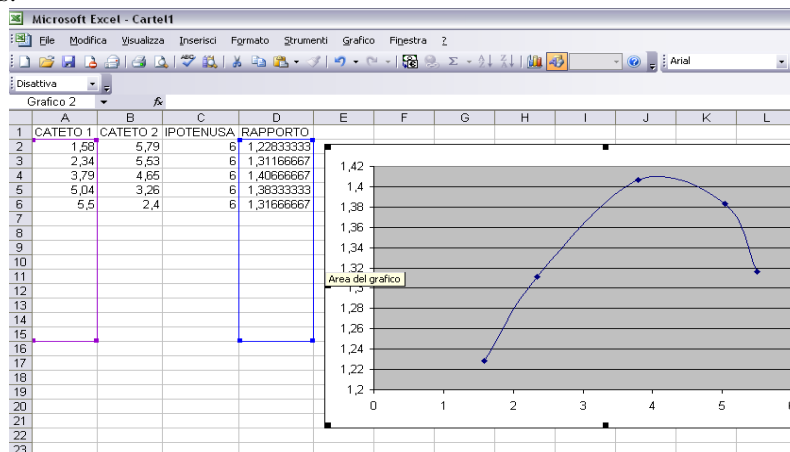 Microsoft Excel - Cartel1
File Modifica Visualizza Inserisci Formato Strumenti Grafico Finestra ?
Arial
Disattiva
Grafico 2 fx
A B C D E F G H I J K L
1 CATETO 1 CATETO 2 IPOTENUSA RAPPORTO
2 1,58 5,79 6 1,22833333
3 2,34 5,53 6 1,31166667
4 3,79 4,65 6 1,40666667
5 5,04 3,26 6 1,38333333
6 5,5 2,4 6 1,31666667
7
8
9
10
11
12
13
14
15
16
17
18
19
20
21
22
23
1,42
1,4
1,38
1,36
1,34
1,32
Area del grafico
1,3
1,28
1,26
1,24
1,22
1,2
0 1 2 3 4 5